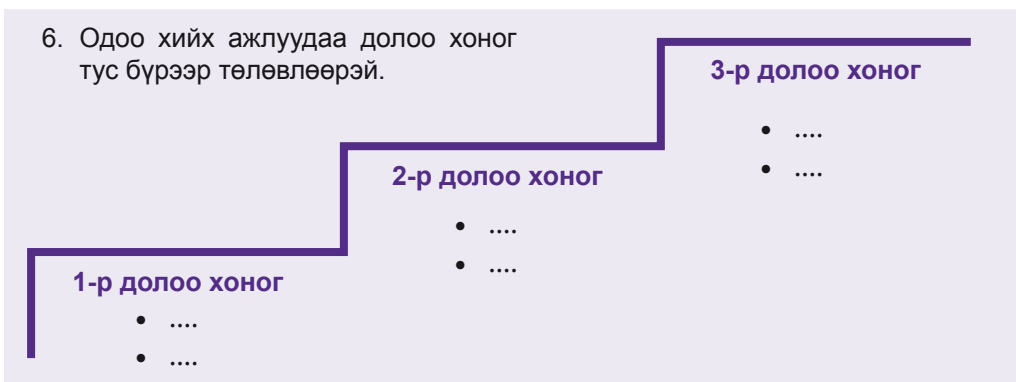 6. Одоо хийх ажлуудаа долоо хоног
тус бүрээр төлөвлөөрэй.
1-р долоо хоног
• ....
• ....
2-р долоо хоног
• ....
• ....
3-р долоо хоног
• ....
• ....